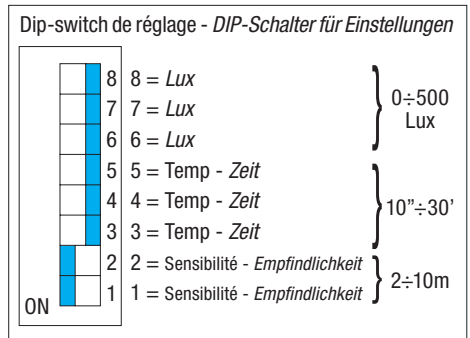 Dip-switch de réglage - DIP-Schalter für Einstellungen
8 8 = Lux
7 7 = Lux
6 6 = Lux
0÷500
Lux
5 5 = Temp - Zeit
4 4 = Temp - Zeit
3 3 = Temp - Zeit
10”÷30’
2 2 = Sensibilité - Empfindlichkeit
1 1 = Sensibilité - Empfindlichkeit
2÷10m
ON